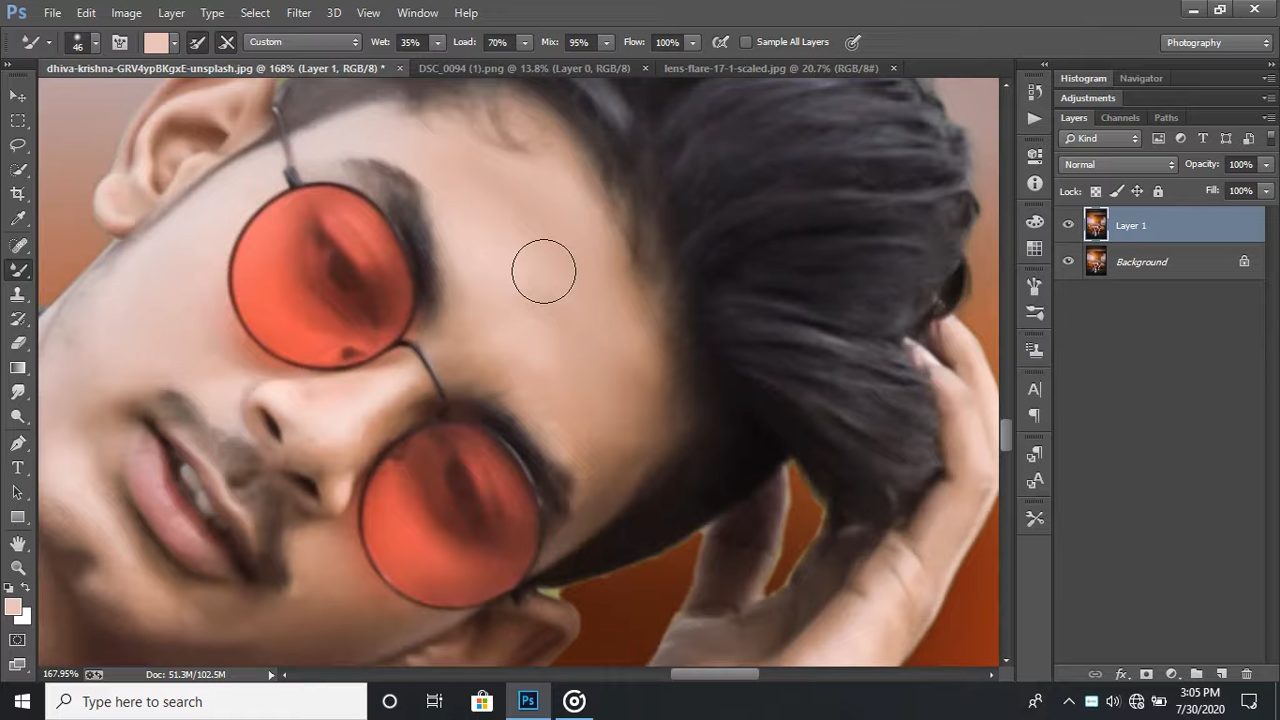 Ps File Edit Image Layer Type Select Filter 3D View Window Help
46 Custom Wet: 35% Load: 70% Mix: 95% Flow: 100% Sample All Layers Photography
dhiva-krishna-GRV4ypBKgxE-unsplash.jpg @ 168% (Layer 1, RGB/8) * × DSC_0094 (1).png @ 13.8% (Layer 0, RGB/8) × lens-flare-17-1-scaled.jpg @ 20.7% (RGB/8#) ×
Histogram Navigator
Adjustments
Layers Channels Paths
Kind
Normal Opacity: 100%
Lock: Fill: 100%
Layer 1
Background
167.95% Doc: 51.3M/102.5M
Type here to search
Ps
3:05 PM
7/30/2020